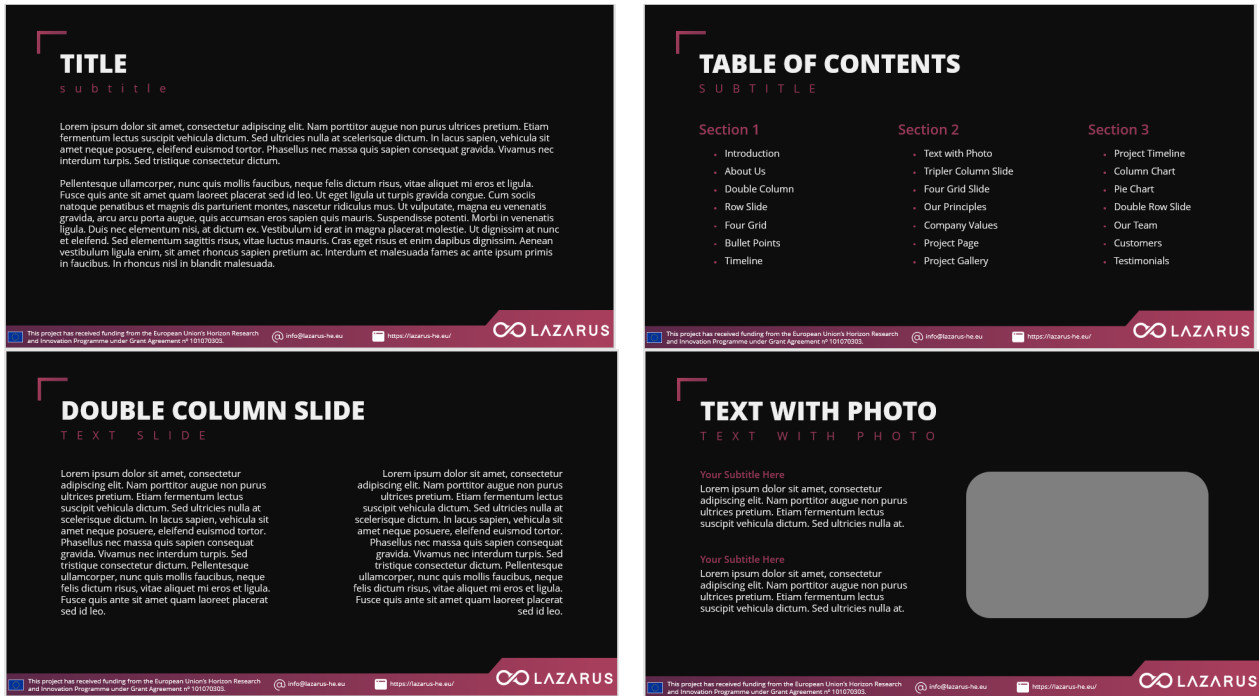 TITLE
subtitle
Lorem ipsum dolor sit amet, consectetur adipiscing elit. Nam porttitor augue non purus ultrices pretium. Etiam
fermentum lectus suscipit vehicula dictum. Sed ultricies nulla at scelerisque dictum. In lacus sapien, vehicula sit
amet neque posuere, eleifend euismod tortor. Phasellus nec massa quis sapien consequat gravida. Vivamus nec
interdum turpis. Sed tristique consectetur dictum.
Pellentesque ullamcorper, nunc quis mollis faucibus, neque felis dictum risus, vitae aliquet mi eros et ligula.
Fusce quis ante sit amet quam laoreet placerat sed id leo. Ut eget ligula ut turpis gravida congue. Cum sociis
natoque penatibus et magnis dis parturient montes, nascetur ridiculus mus. Ut vulputate, magna eu venenatis
gravida, arcu arcu porta augue, quis accumsan eros sapien quis mauris. Suspendisse potenti. Morbi in venenatis
ligula. Duis nec elementum nisi, at dictum ex. Vestibulum id erat in magna placerat molestie. Ut dignissim at nunc
et eleifend. Sed elementum sagittis risus, vitae luctus mauris. Cras eget risus et enim dapibus dignissim. Aenean
vestibulum ligula enim, sit amet rhoncus sapien pretium ac. Interdum et malesuada fames ac ante ipsum primis
in faucibus. In rhoncus nisl in blandit malesuada.
This project has received funding from the European Union's Horizon Research
and Innovation Programme under Grant Agreement nº 101070303.
info@lazarus-he.eu
https://lazarus-he.eu/
LAZARUS
TABLE OF CONTENTS
SUBTITLE
Section 1
Introduction
About Us
Double Column
Row Slide
Four Grid
Bullet Points
Timeline
Section 2
Text with Photo
Tripler Column Slide
Four Grid Slide
Our Principles
Company Values
Project Page
Project Gallery
Section 3
Project Timeline
Column Chart
Pie Chart
Double Row Slide
Our Team
Customers
Testimonials
This project has received funding from the European Union's Horizon Research
and Innovation Programme under Grant Agreement nº 101070303.
info@lazarus-he.eu
https://lazarus-he.eu/
LAZARUS
DOUBLE COLUMN SLIDE
TEXT SLIDE
Lorem ipsum dolor sit amet, consectetur
adipiscing elit. Nam porttitor augue non purus
ultrices pretium. Etiam fermentum lectus
suscipit vehicula dictum. Sed ultricies nulla at
scelerisque dictum. In lacus sapien, vehicula sit
amet neque posuere, eleifend euismod tortor.
Phasellus nec massa quis sapien consequat
gravida. Vivamus nec interdum turpis. Sed
tristique consectetur dictum. Pellentesque
ullamcorper, nunc quis mollis faucibus, neque
felis dictum risus, vitae aliquet mi eros et ligula.
Fusce quis ante sit amet quam laoreet placerat
sed id leo.
Lorem ipsum dolor sit amet, consectetur
adipiscing elit. Nam porttitor augue non purus
ultrices pretium. Etiam fermentum lectus
suscipit vehicula dictum. Sed ultricies nulla at
scelerisque dictum. In lacus sapien, vehicula sit
amet neque posuere, eleifend euismod tortor.
Phasellus nec massa quis sapien consequat
gravida. Vivamus nec interdum turpis. Sed
tristique consectetur dictum. Pellentesque
ullamcorper, nunc quis mollis faucibus, neque
felis dictum risus, vitae aliquet mi eros et ligula.
Fusce quis ante sit amet quam laoreet placerat
sed id leo.
This project has received funding from the European Union's Horizon Research
and Innovation Programme under Grant Agreement nº 101070303.
info@lazarus-he.eu
https://lazarus-he.eu/
LAZARUS
TEXT WITH PHOTO
TEXT WITH PHOTO
Your Subtitle Here
Lorem ipsum dolor sit amet, consectetur
adipiscing elit. Nam porttitor augue non purus
ultrices pretium. Etiam fermentum lectus
suscipit vehicula dictum. Sed ultricies nulla at.
Your Subtitle Here
Lorem ipsum dolor sit amet, consectetur
adipiscing elit. Nam porttitor augue non purus
ultrices pretium. Etiam fermentum lectus
suscipit vehicula dictum. Sed ultricies nulla at.
This project has received funding from the European Union's Horizon Research
and Innovation Programme under Grant Agreement nº 101070303.
info@lazarus-he.eu
https://lazarus-he.eu/
LAZARUS